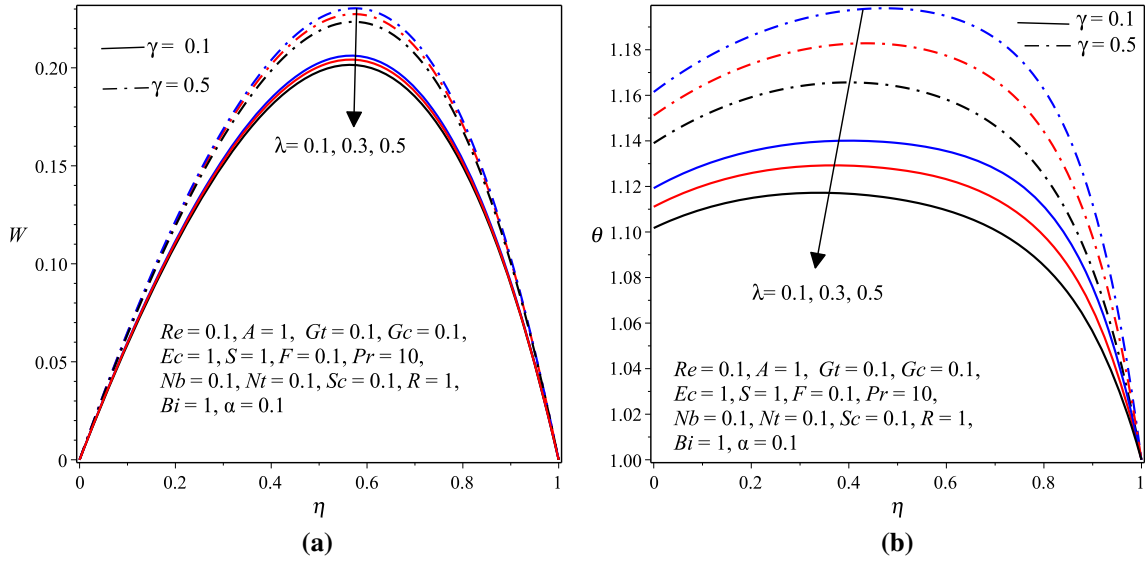 γ = 0.1
γ = 0.5
0.20
0.15
W
0.10
0.05
0
λ= 0.1, 0.3, 0.5
Re = 0.1, A = 1, Gt = 0.1, Gc = 0.1,
Ec = 1, S = 1, F = 0.1, Pr = 10,
Nb = 0.1, Nt = 0.1, Sc = 0.1, R = 1,
Bi = 1, α = 0.1
0 0.2 0.4 0.6 0.8 1
η
(a)
γ = 0.1
γ = 0.5
1.18
1.16
1.14
1.12
θ
1.10
1.08
1.06
1.04
1.02
1.00
λ= 0.1, 0.3, 0.5
Re = 0.1, A = 1, Gt = 0.1, Gc = 0.1,
Ec = 1, S = 1, F = 0.1, Pr = 10,
Nb = 0.1, Nt = 0.1, Sc = 0.1, R = 1,
Bi = 1, α = 0.1
0 0.2 0.4 0.6 0.8 1
η
(b)